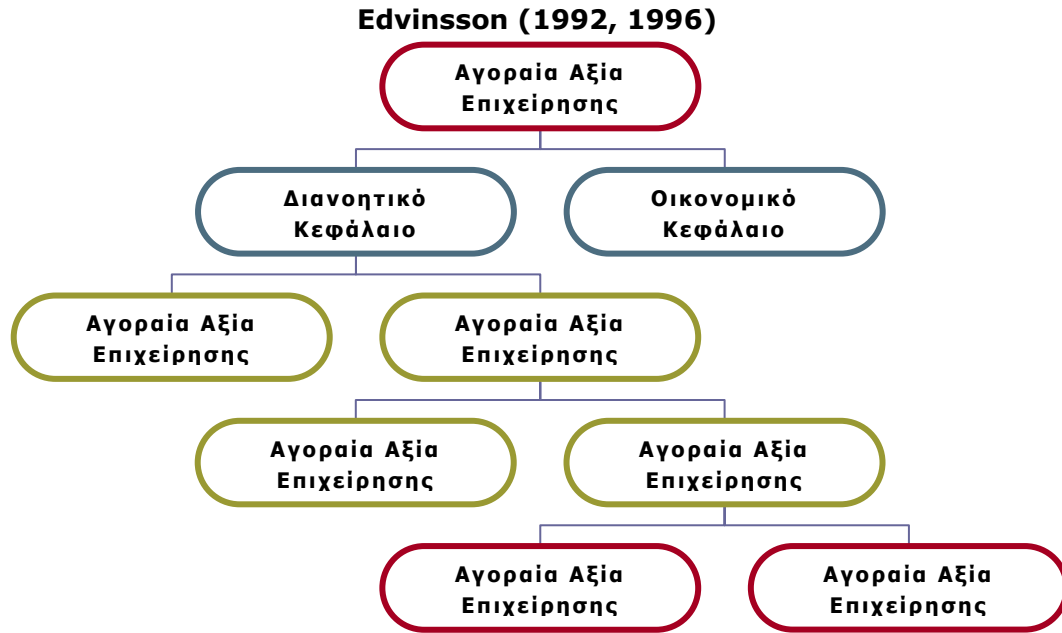 Edvinsson (1992, 1996)
Αγοραία Αξία
Επιχείρησης
Διανοητικό
Κεφάλαιο
Οικονομικό
Κεφάλαιο
Αγοραία Αξία
Επιχείρησης
Αγοραία Αξία
Επιχείρησης
Αγοραία Αξία
Επιχείρησης
Αγοραία Αξία
Επιχείρησης
Αγοραία Αξία
Επιχείρησης
Αγοραία Αξία
Επιχείρησης